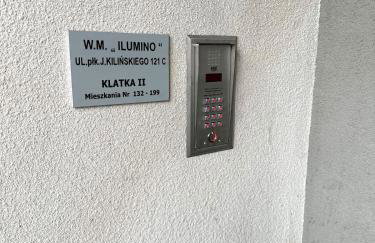 W.M. „ ILUMINO "
UL.płk.J.KILIŃSKIEGO 121 C
KLATKA II
Mieszkania Nr 132 - 199